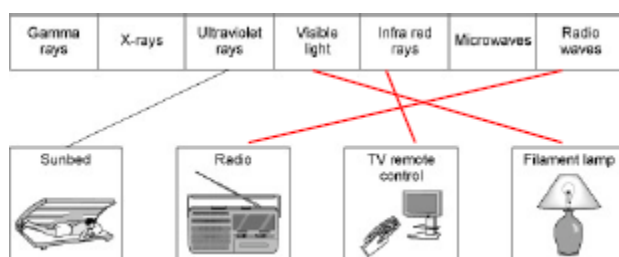 Gamma rays
X-rays
Ultraviolet rays
Visible light
Infra red rays
Microwaves
Radio waves
Sunbed
Radio
TV remote control
Filament lamp